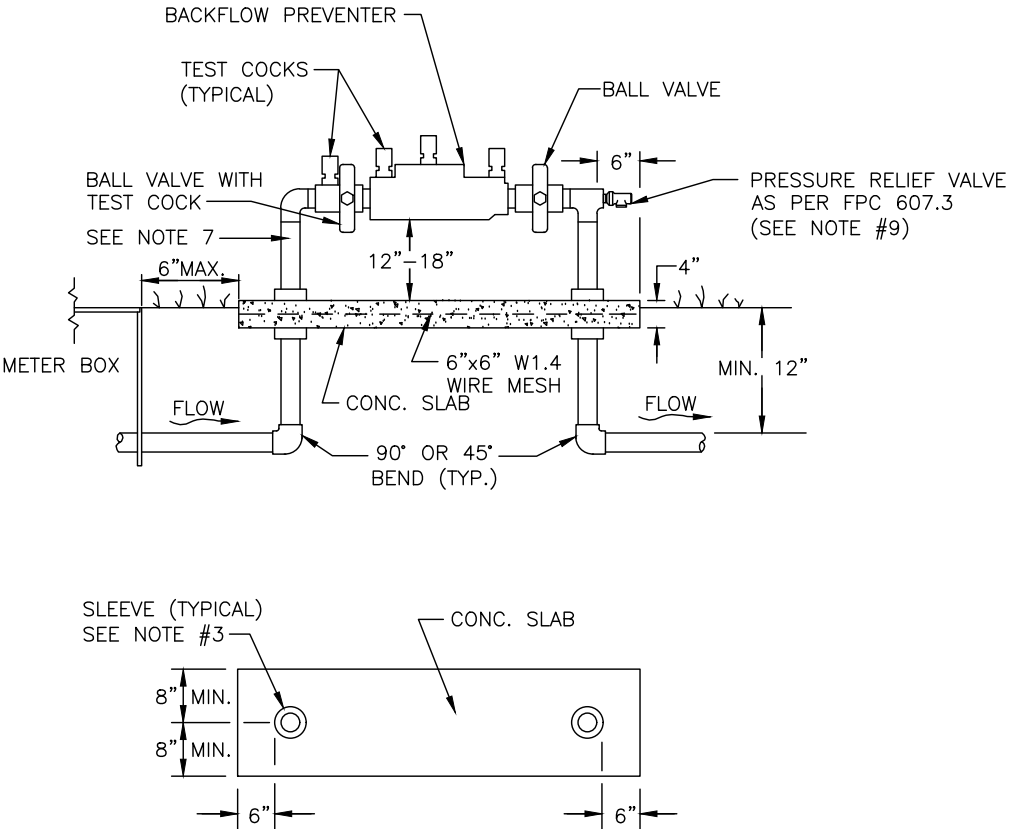 BACKFLOW PREVENTER
TEST COCKS
(TYPICAL)
BALL VALVE
6”
BALL VALVE WITH
TEST COCK
PRESSURE RELIEF VALVE
AS PER FPC 607.3
(SEE NOTE #9)
SEE NOTE 7
12”–18”
6”MAX.
4”
METER BOX
6”x6” W1.4
WIRE MESH
MIN. 12”
CONC. SLAB
FLOW
FLOW
90° OR 45°
BEND (TYP.)
SLEEVE (TYPICAL)
SEE NOTE #3
CONC. SLAB
8” MIN.
8” MIN.
6”
6”